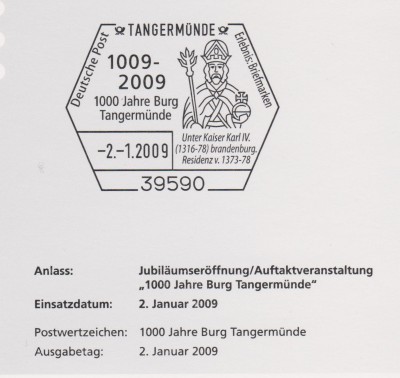 TANGERMÜNDE
Deutsche Post
Erlebnis:Briefmarken
1009-
2009
1000 Jahre Burg
Tangermünde
-2.-1.2009
Unter Kaiser Karl IV.
(1316-78) brandenburg.
Residenz v. 1373-78
39590
Anlass: Jubiläumseröffnung/Auftaktveranstaltung
„1000 Jahre Burg Tangermünde“
Einsatzdatum: 2. Januar 2009
Postwertzeichen: 1000 Jahre Burg Tangermünde
Ausgabetag: 2. Januar 2009